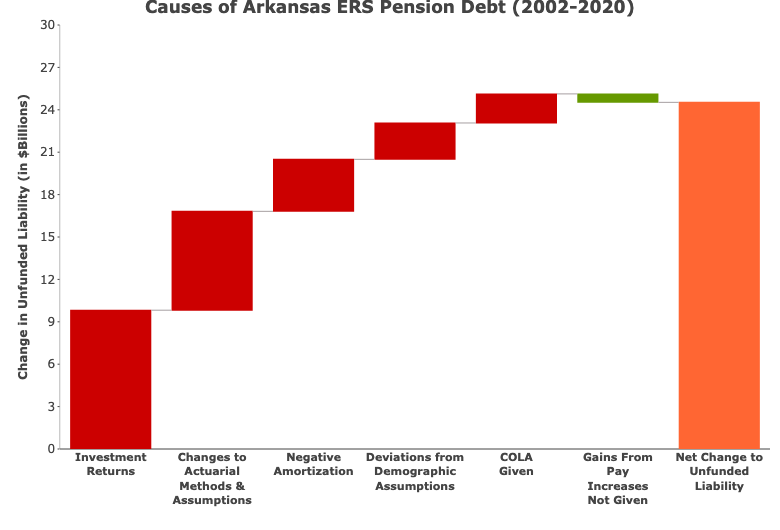 Causes of Arkansas ERS Pension Debt (2002-2020)
Change in Unfunded Liability (in $Billions)
30
27
24
21
18
15
12
9
6
3
0
Investment
Returns
Changes to
Actuarial
Methods &
Assumptions
Negative
Amortization
Deviations from
Demographic
Assumptions
COLA
Given
Gains From
Pay
Increases
Not Given
Net Change to
Unfunded
Liability